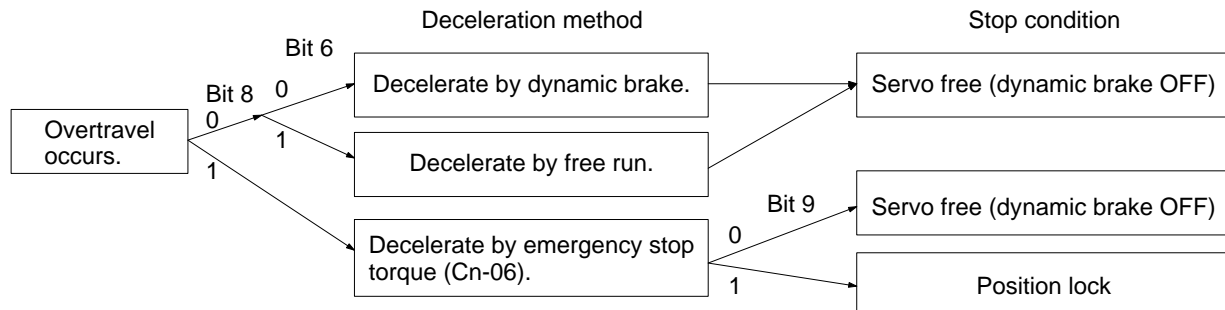 Deceleration method
Stop condition
Bit 6
Decelerate by dynamic brake.
Servo free (dynamic brake OFF)
Bit 8
0
0
Overtravel
occurs.
1
1
Decelerate by free run.
Bit 9
Servo free (dynamic brake OFF)
Decelerate by emergency stop
torque (Cn-06).
0
1
Position lock